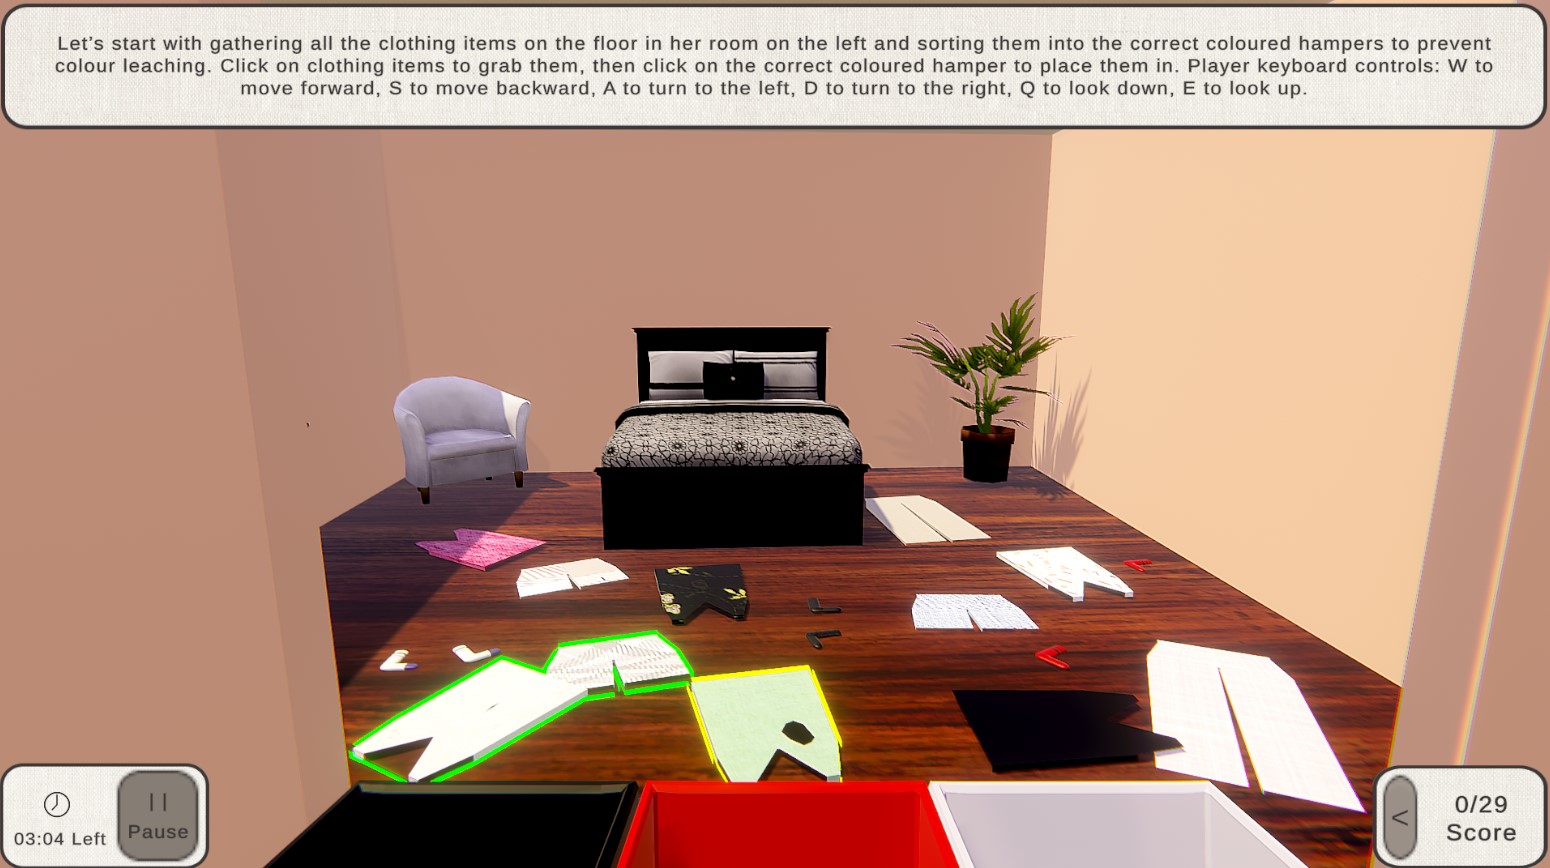 Let's start with gathering all the clothing items on the floor in her room on the left and sorting them into the correct coloured hampers to prevent
colour leaching. Click on clothing items to grab them, then click on the correct coloured hamper to place them in. Player keyboard controls: W to
move forward, S to move backward, A to turn to the left, D to turn to the right, Q to look down, E to look up.
03:04 Left
Pause
<
0/29
Score